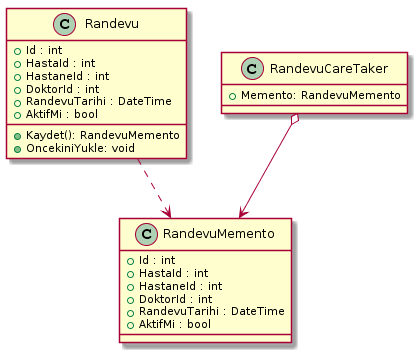 C Randevu
Id : int
HastaId : int
HastaneId : int
DoktorId : int
RandevuTarihi : DateTime
AktifMi : bool
Kaydet(): RandevuMemento
OncekiniYukle: void
C RandevuCareTaker
Memento: RandevuMemento
C RandevuMemento
Id : int
HastaId : int
HastaneId : int
DoktorId : int
RandevuTarihi : DateTime
AktifMi : bool